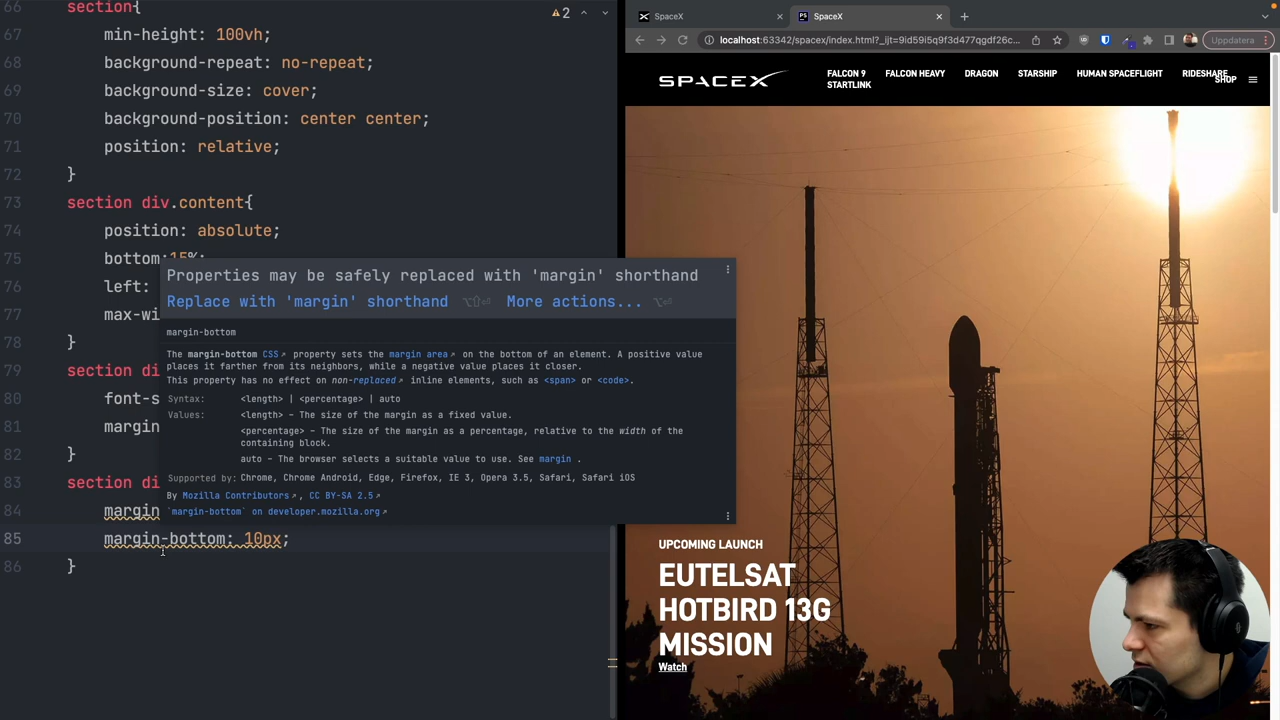 66 section{
67 min-height: 100vh;
68 background-repeat: no-repeat;
69 background-size: cover;
70 background-position: center center;
71 position: relative;
72 }
73 section div.content{
74 position: absolute;
75 bottom:15%;
76 left:
77 max-wi
78 }
79 section di
80 font-s
81 margin
82 }
83 section di
84 margin
85 margin-bottom: 10px;
86 }
2
Properties may be safely replaced with 'margin' shorthand
Replace with 'margin' shorthand ⌥⇧⏎ More actions... ⌥⏎
margin-bottom
The margin-bottom CSS↗ property sets the margin area↗ on the bottom of an element. A positive value
places it farther from its neighbors, while a negative value places it closer.
This property has no effect on non-replaced↗ inline elements, such as <span> or <code>.
Syntax: <length> | <percentage> | auto
Values: <length> – The size of the margin as a fixed value.
<percentage> – The size of the margin as a percentage, relative to the width of the
containing block.
auto – The browser selects a suitable value to use. See margin .
Supported by: Chrome, Chrome Android, Edge, Firefox, IE 3, Opera 3.5, Safari, Safari iOS
By Mozilla Contributors↗, CC BY-SA 2.5↗
`margin-bottom` on developer.mozilla.org↗
SpaceX
PS SpaceX
localhost:63342/spacex/index.html?_ijt=9id59i5q9f3d477qgdf26c...
Uppdatera
SPACEX
FALCON 9 FALCON HEAVY DRAGON STARSHIP HUMAN SPACEFLIGHT RIDESHARE
STARTLINK
SHOP
UPCOMING LAUNCH
EUTELSAT
HOTBIRD 13G
MISSION
Watch